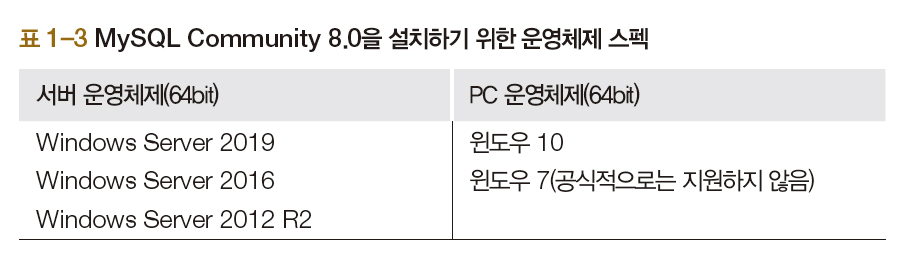 표 1-3 MySQL Community 8.0을 설치하기 위한 운영체제 스펙
서버 운영체제(64bit) PC 운영체제(64bit)
Windows Server 2019 윈도우 10
Windows Server 2016 윈도우 7(공식적으로는 지원하지 않음)
Windows Server 2012 R2